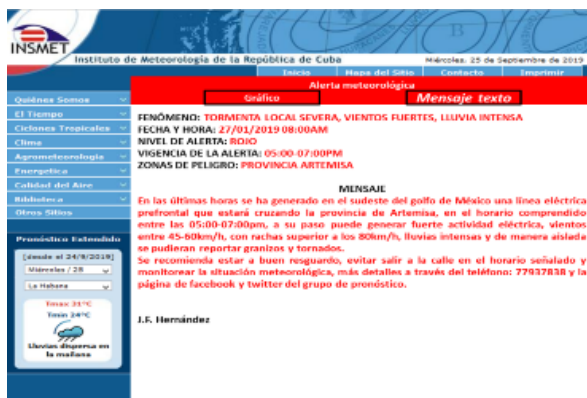 INSMET
Instituto de Meteorología de la República de Cuba
Miércoles, 25 de Septiembre de 2019
Inicio Mapa del Sitio Contacto Imprimir
Alerta meteorológica
Gráfico Mensaje texto
Quiénes Somos
El Tiempo
Ciclones Tropicales
Clima
Agrometeorología
Energetica
Calidad del Aire
Biblioteca
Otros Sitios
Pronóstico Extendido
[desde el 24/9/2019]
Miércoles / 25
La Habana
Tmax 31°C
Tmin 24°C
Lluvias dispersa en
la mañana
FENÓMENO: TORMENTA LOCAL SEVERA, VIENTOS FUERTES, LLUVIA INTENSA
FECHA Y HORA: 27/01/2019 08:00AM
NIVEL DE ALERTA: ROJO
VIGENCIA DE LA ALERTA: 05:00-07:00PM
ZONAS DE PELIGRO: PROVINCIA ARTEMISA
MENSAJE
En las últimas horas se ha generado en el sudeste del golfo de México una línea eléctrica
prefrontal que estará cruzando la provincia de Artemisa, en el horario comprendido
entre las 05:00-07:00pm, a su paso puede generar fuerte actividad eléctrica, vientos
entre 45-60km/h, con rachas superior a los 80km/h, lluvias intensas y de manera aislada
se pudieran reportar granizos y tornados.
Se recomienda estar a buen resguardo, evitar salir a la calle en el horario señalado y
monitorear la situación meteorológica, más detalles a través del teléfono: 77937838 y la
página de facebook y twitter del grupo de pronóstico.
J.F. Hernández